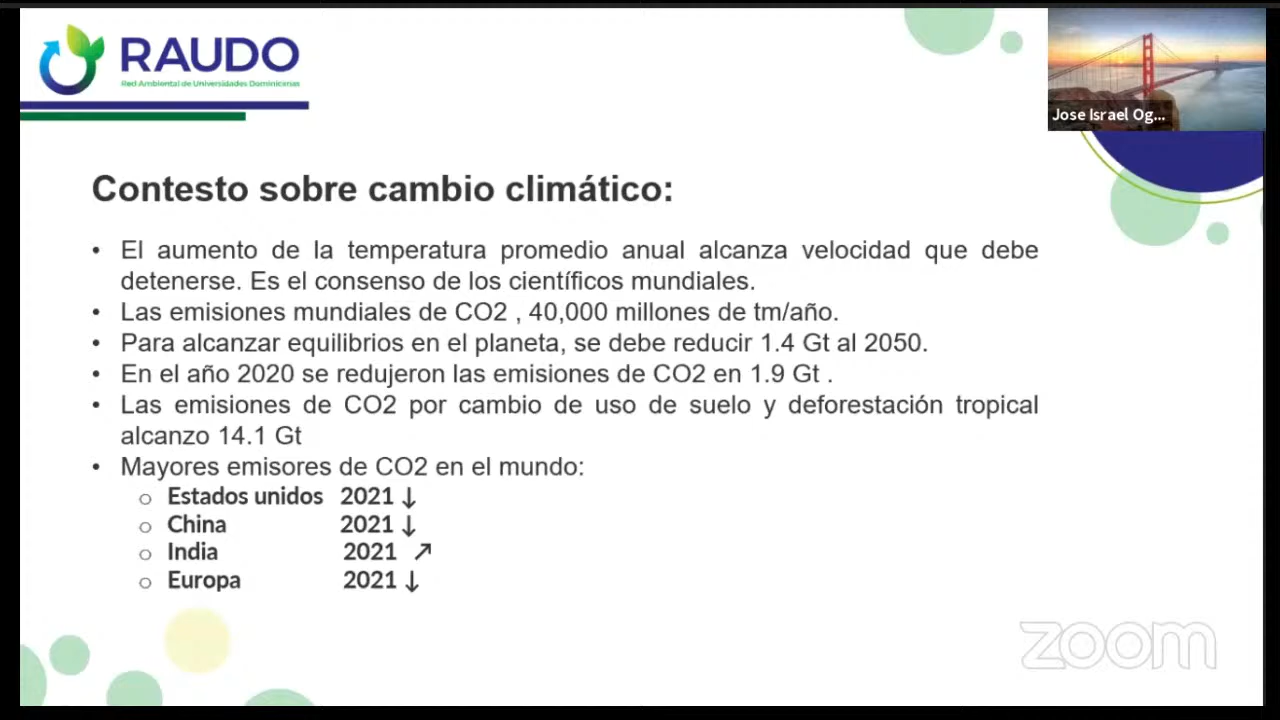 RAUDO
Red Ambiental de Universidades Dominicanas
Jose Israel Og...
Contesto sobre cambio climático:
• El aumento de la temperatura promedio anual alcanza velocidad que debe
detenerse. Es el consenso de los científicos mundiales.
• Las emisiones mundiales de CO2 , 40,000 millones de tm/año.
• Para alcanzar equilibrios en el planeta, se debe reducir 1.4 Gt al 2050.
• En el año 2020 se redujeron las emisiones de CO2 en 1.9 Gt .
• Las emisiones de CO2 por cambio de uso de suelo y deforestación tropical
alcanzo 14.1 Gt
• Mayores emisores de CO2 en el mundo:
o Estados unidos 2021 ↓
o China 2021 ↓
o India 2021 ↗
o Europa 2021 ↓
zoom